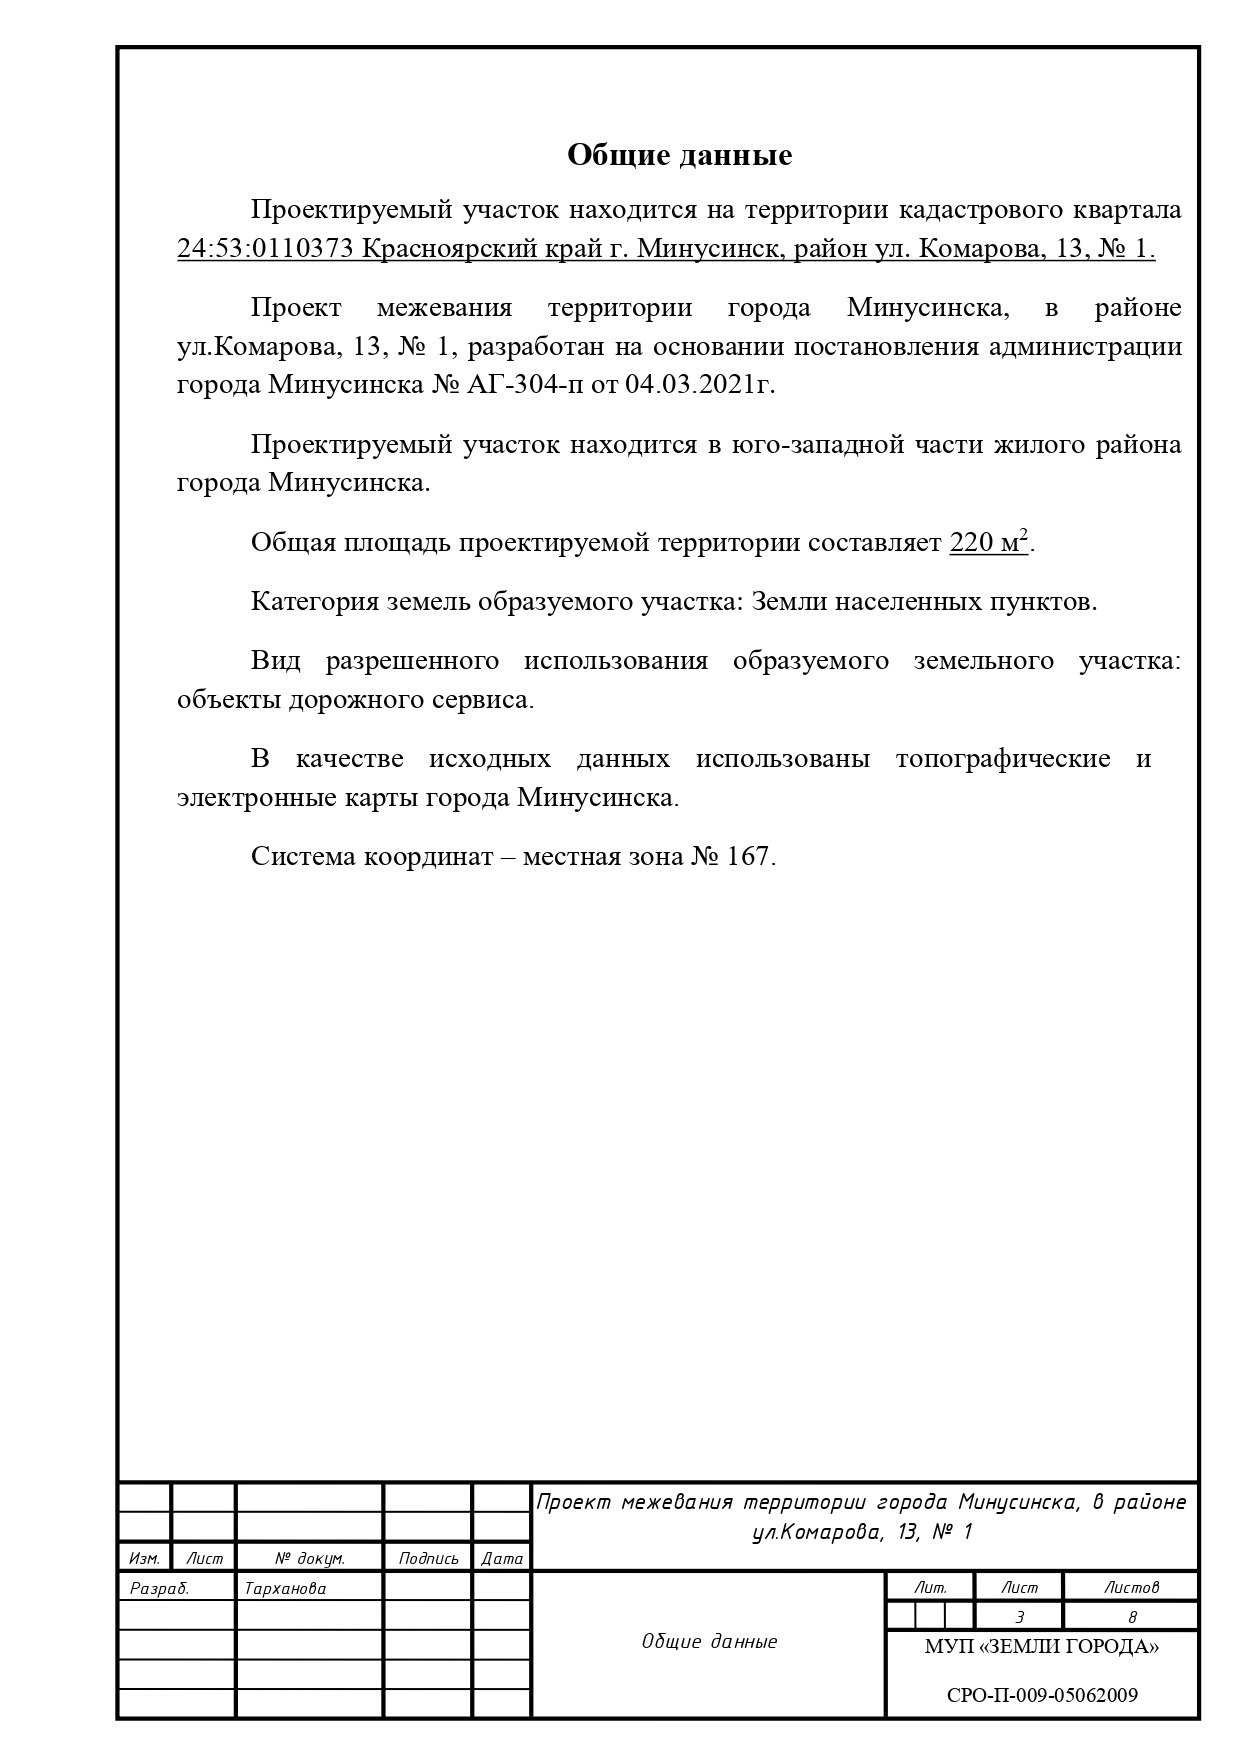 Общие данные
Проектируемый участок находится на территории кадастрового квартала
24:53:0110373 Красноярский край г. Минусинск, район ул. Комарова, 13, № 1.
Проект межевания территории города Минусинска, в районе
ул.Комарова, 13, № 1, разработан на основании постановления администрации
города Минусинска № АГ-304-п от 04.03.2021г.
Проектируемый участок находится в юго-западной части жилого района
города Минусинска.
Общая площадь проектируемой территории составляет 220 м².
Категория земель образуемого участка: Земли населенных пунктов.
Вид разрешенного использования образуемого земельного участка:
объекты дорожного сервиса.
В качестве исходных данных использованы топографические и
электронные карты города Минусинска.
Система координат – местная зона № 167.
Проект межевания территории города Минусинска, в районе
ул.Комарова, 13, № 1
Изм. Лист № докум. Подпись Дата
Разраб. Тарханова
Общие данные
Лит. Лист Листов
3 8
МУП «ЗЕМЛИ ГОРОДА»
СРО-П-009-05062009